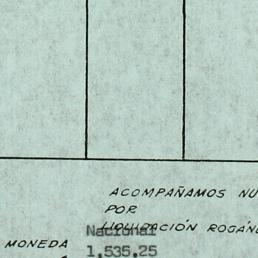 ACOMPAÑAMOS NU
POR
LIQUIDACIÓN ROGÁN
Nacional
MONEDA
1,535.25